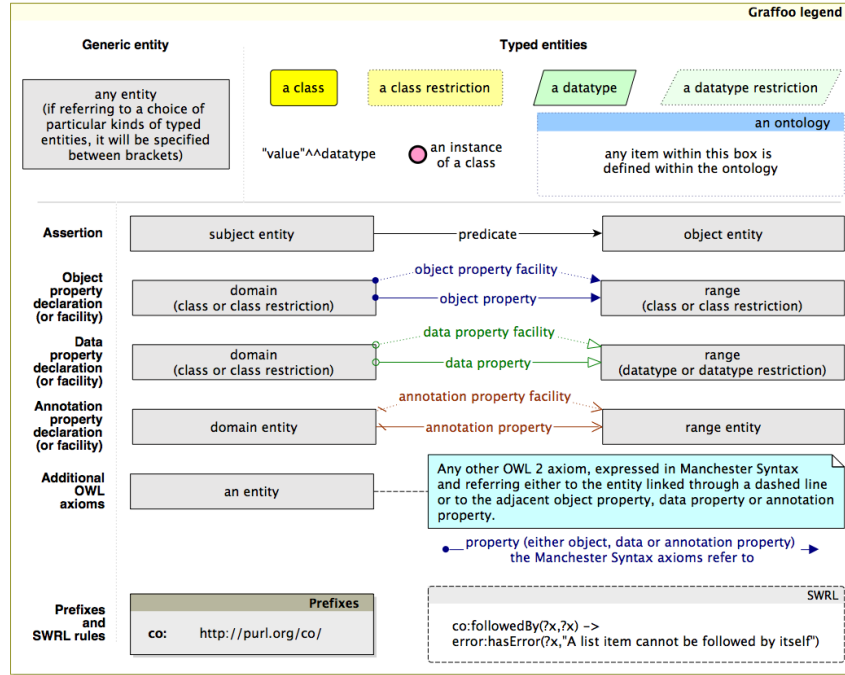 Graffoo legend
Generic entity
Typed entities
any entity
(if referring to a choice of
particular kinds of typed
entities, it will be specified
between brackets)
a class
a class restriction
a datatype
a datatype restriction
"value"^^datatype
an instance
of a class
an ontology
any item within this box is
defined within the ontology
Assertion
subject entity
predicate
object entity
Object
property
declaration
(or facility)
domain
(class or class restriction)
object property facility
object property
range
(class or class restriction)
Data
property
declaration
(or facility)
domain
(class or class restriction)
data property facility
data property
range
(datatype or datatype restriction)
Annotation
property
declaration
(or facility)
domain entity
annotation property facility
annotation property
range entity
Additional
OWL
axioms
an entity
Any other OWL 2 axiom, expressed in Manchester Syntax
and referring either to the entity linked through a dashed line
or to the adjacent object property, data property or annotation
property.
property (either object, data or annotation property)
the Manchester Syntax axioms refer to
Prefixes
and
SWRL rules
Prefixes
co: http://purl.org/co/
SWRL
co:followedBy(?x,?x) ->
error:hasError(?x,"A list item cannot be followed by itself")